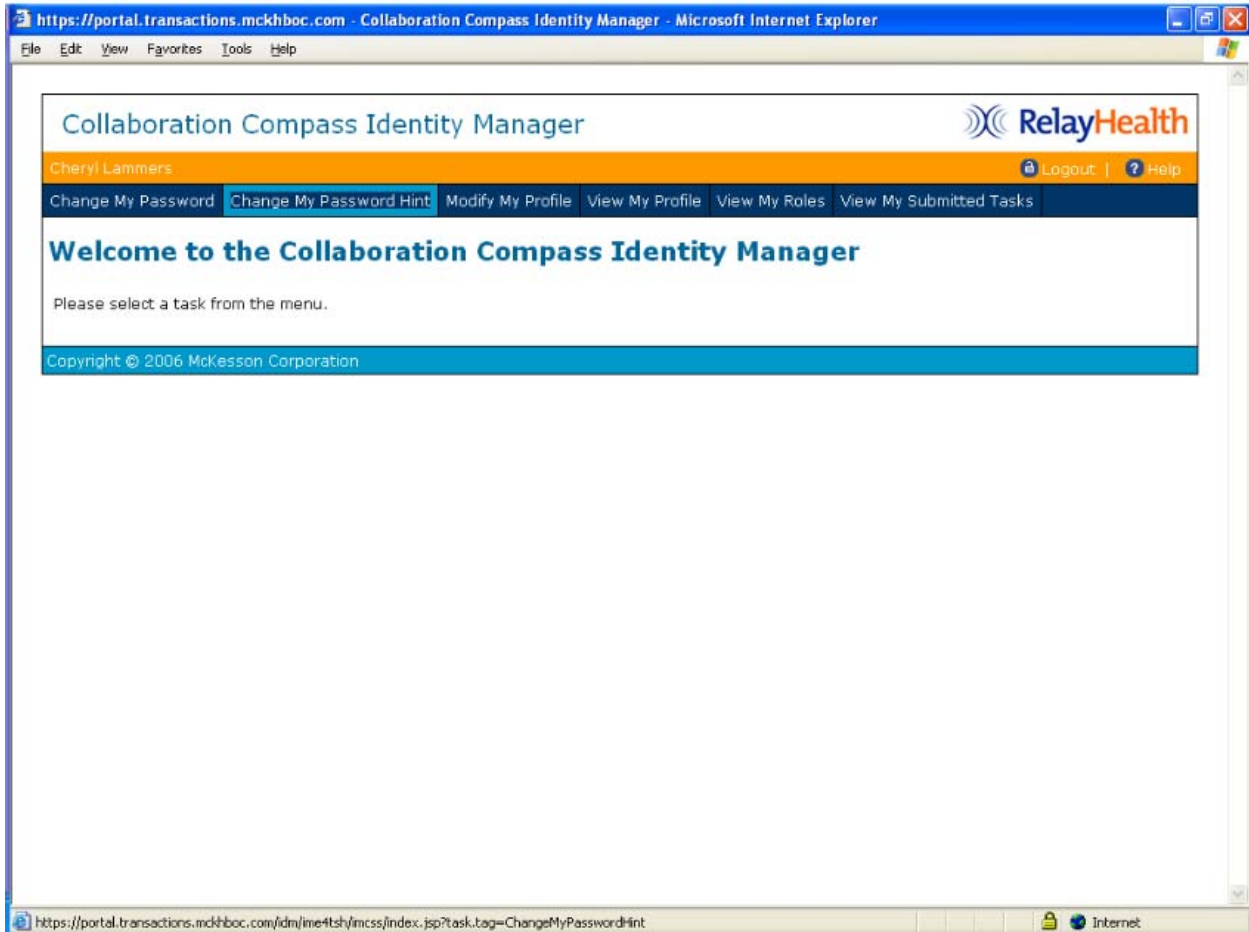 https://portal.transactions.mckhboc.com - Collaboration Compass Identity Manager - Microsoft Internet Explorer
File Edit View Favorites Tools Help
Collaboration Compass Identity Manager RelayHealth
Cheryl Lammers Logout | ? Help
Change My Password Change My Password Hint Modify My Profile View My Profile View My Roles View My Submitted Tasks
Welcome to the Collaboration Compass Identity Manager
Please select a task from the menu.
Copyright © 2006 McKesson Corporation
https://portal.transactions.mckhboc.com/idm/ime4tsh/imcss/index.jsp?task.tag=ChangeMyPasswordHint Internet